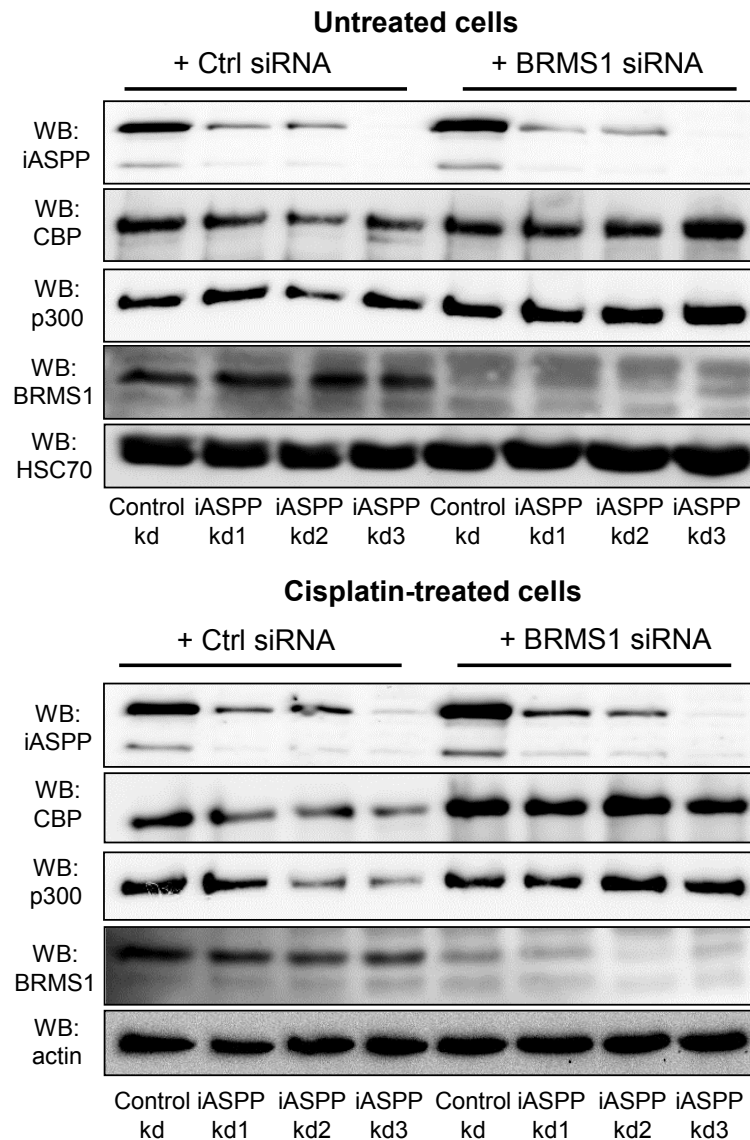 Untreated cells
+ Ctrl siRNA + BRMS1 siRNA
WB:
iASPP
WB:
CBP
WB:
p300
WB:
BRMS1
WB:
HSC70
Control iASPP iASPP iASPP Control iASPP iASPP iASPP
kd kd1 kd2 kd3 kd kd1 kd2 kd3
Cisplatin-treated cells
+ Ctrl siRNA + BRMS1 siRNA
WB:
iASPP
WB:
CBP
WB:
p300
WB:
BRMS1
WB:
actin
Control iASPP iASPP iASPP Control iASPP iASPP iASPP
kd kd1 kd2 kd3 kd kd1 kd2 kd3